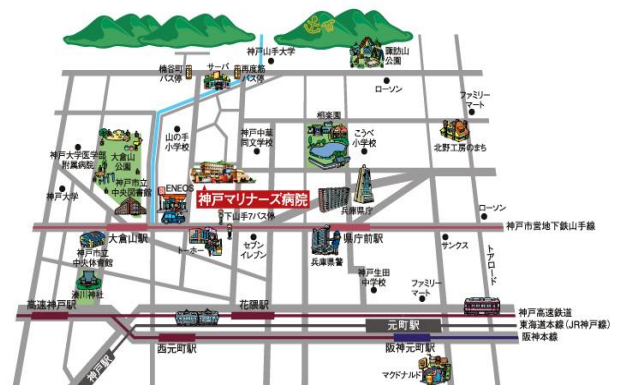 神戸山手大学
諏訪山
公園
楠谷町
バス停
サーバ
再度筋
バス停
ローソン
ファミリー
マート
相楽園
山の手
小学校
神戸中華
同文学校
こうべ
小学校
北野工房のまち
大倉山
公園
神戸大学医学部
附属病院
神戸市立
中央図書館
神戸大学
ENEOS
神戸マリナーズ病院
兵庫県庁
下山手7バス停
ローソン
神戸市営地下鉄山手線
大倉山駅
県庁前駅
トーホー
セブン
イレブン
兵庫県警
サンクス
トアロード
神戸市立
中央体育館
神戸生田
中学校
ファミリー
マート
湊川神社
高速神戸駅
花隈駅
神戸高速鉄道
元町駅
東海道本線(JR神戸線)
阪神本線
西元町駅
阪神元町駅
神戸駅
マクドナルド